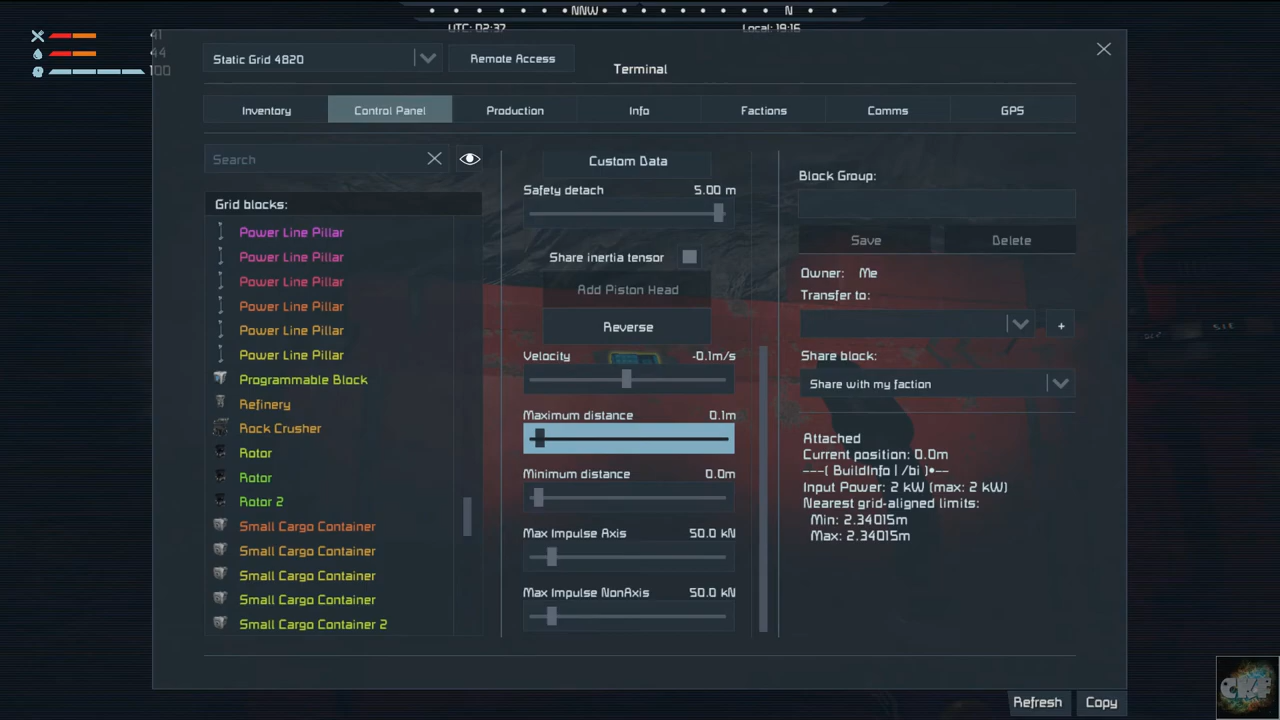 NNW N
UTC: 02:37 Local: 19:16
41
44
100
Static Grid 4820
Remote Access
Terminal
Inventory
Control Panel
Production
Info
Factions
Comms
GPS
Search
Grid blocks:
Power Line Pillar
Power Line Pillar
Power Line Pillar
Power Line Pillar
Power Line Pillar
Power Line Pillar
Programmable Block
Refinery
Rock Crusher
Rotor
Rotor
Rotor 2
Small Cargo Container
Small Cargo Container
Small Cargo Container
Small Cargo Container
Small Cargo Container 2
Custom Data
Safety detach 5.00 m
Share inertia tensor
Add Piston Head
Reverse
Velocity -0.1m/s
Maximum distance 0.1m
Minimum distance 0.0m
Max Impulse Axis 50.0 kN
Max Impulse NonAxis 50.0 kN
Block Group:
Save
Delete
Owner: Me
Transfer to:
+
Share block:
Share with my faction
Attached
Current position: 0.0m
---( BuildInfo | /bi )•--
Input Power: 2 kW (max: 2 kW)
Nearest grid-aligned limits:
Min: 2.34015m
Max: 2.34015m
Refresh
Copy